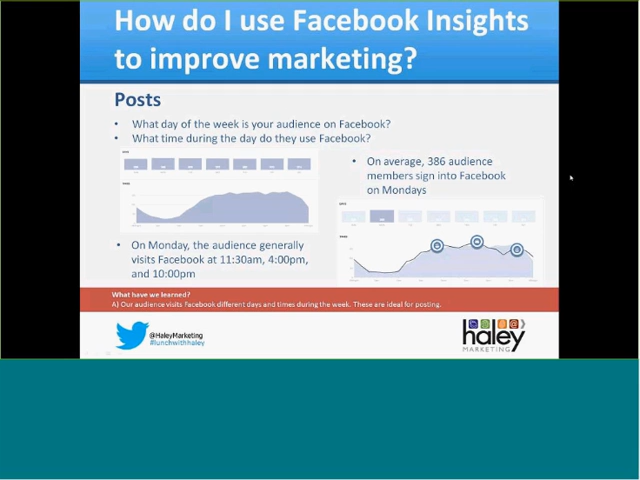 How do I use Facebook Insights
to improve marketing?
Posts
• What day of the week is your audience on Facebook?
• What time during the day do they use Facebook?
• On average, 386 audience
members sign into Facebook
on Mondays
• On Monday, the audience generally
visits Facebook at 11:30am, 4:00pm,
and 10:00pm
What have we learned?
A) Our audience visits Facebook different days and times during the week. These are ideal for posting.
@HaleyMarketing
#lunchwithhaley
haley
MARKETING